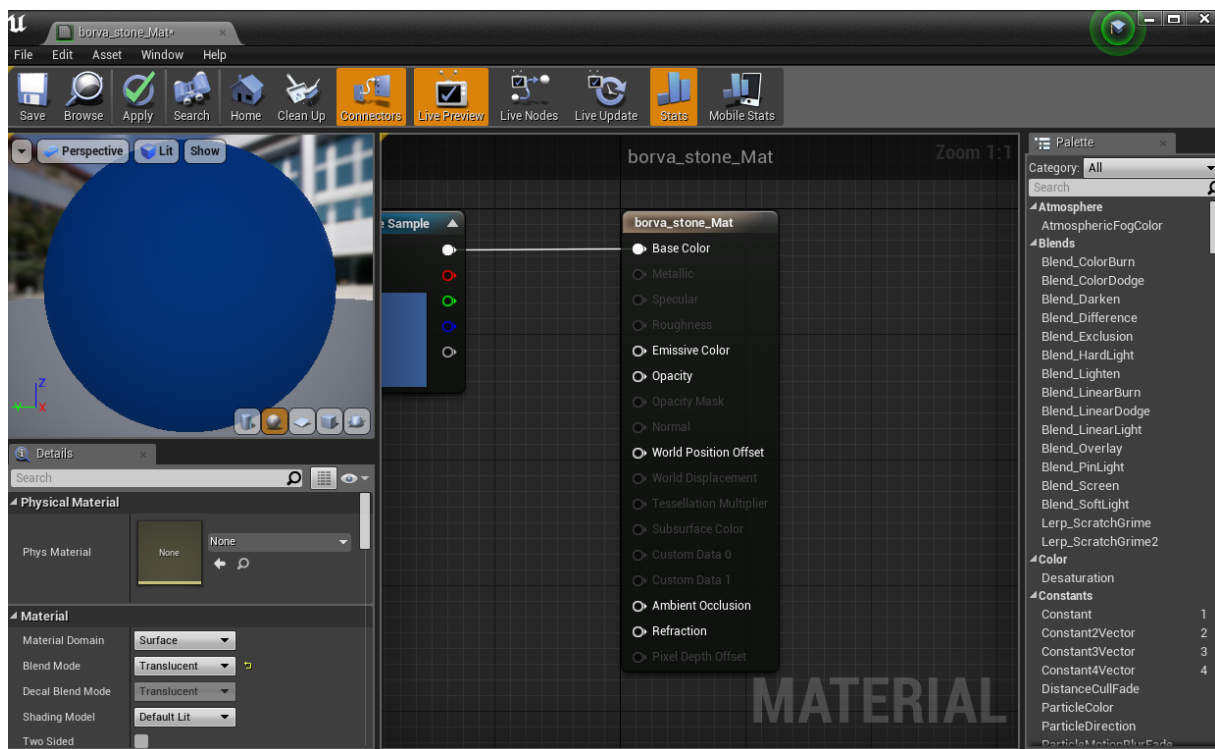 borva_stone_Mat*
File Edit Asset Window Help
Save Browse Apply Search Home Clean Up Connectors Live Preview Live Nodes Live Update Stats Mobile Stats
Perspective Lit Show
Z
Y X
borva_stone_Mat
Zoom 1:1
e Sample
borva_stone_Mat
Base Color
Metallic
Specular
Roughness
Emissive Color
Opacity
Opacity Mask
Normal
World Position Offset
World Displacement
Tessellation Multiplier
Subsurface Color
Custom Data 0
Custom Data 1
Ambient Occlusion
Refraction
Pixel Depth Offset
MATERIAL
Details
Search
Physical Material
Phys Material None None
Material
Material Domain Surface
Blend Mode Translucent
Decal Blend Mode Translucent
Shading Model Default Lit
Two Sided
Palette
Category: All
Search
Atmosphere
AtmosphericFogColor
Blends
Blend_ColorBurn
Blend_ColorDodge
Blend_Darken
Blend_Difference
Blend_Exclusion
Blend_HardLight
Blend_Lighten
Blend_LinearBurn
Blend_LinearDodge
Blend_LinearLight
Blend_Overlay
Blend_PinLight
Blend_Screen
Blend_SoftLight
Lerp_ScratchGrime
Lerp_ScratchGrime2
Color
Desaturation
Constants
Constant 1
Constant2Vector 2
Constant3Vector 3
Constant4Vector 4
DistanceCullFade
ParticleColor
ParticleDirection
ParticleMotionBlurFade